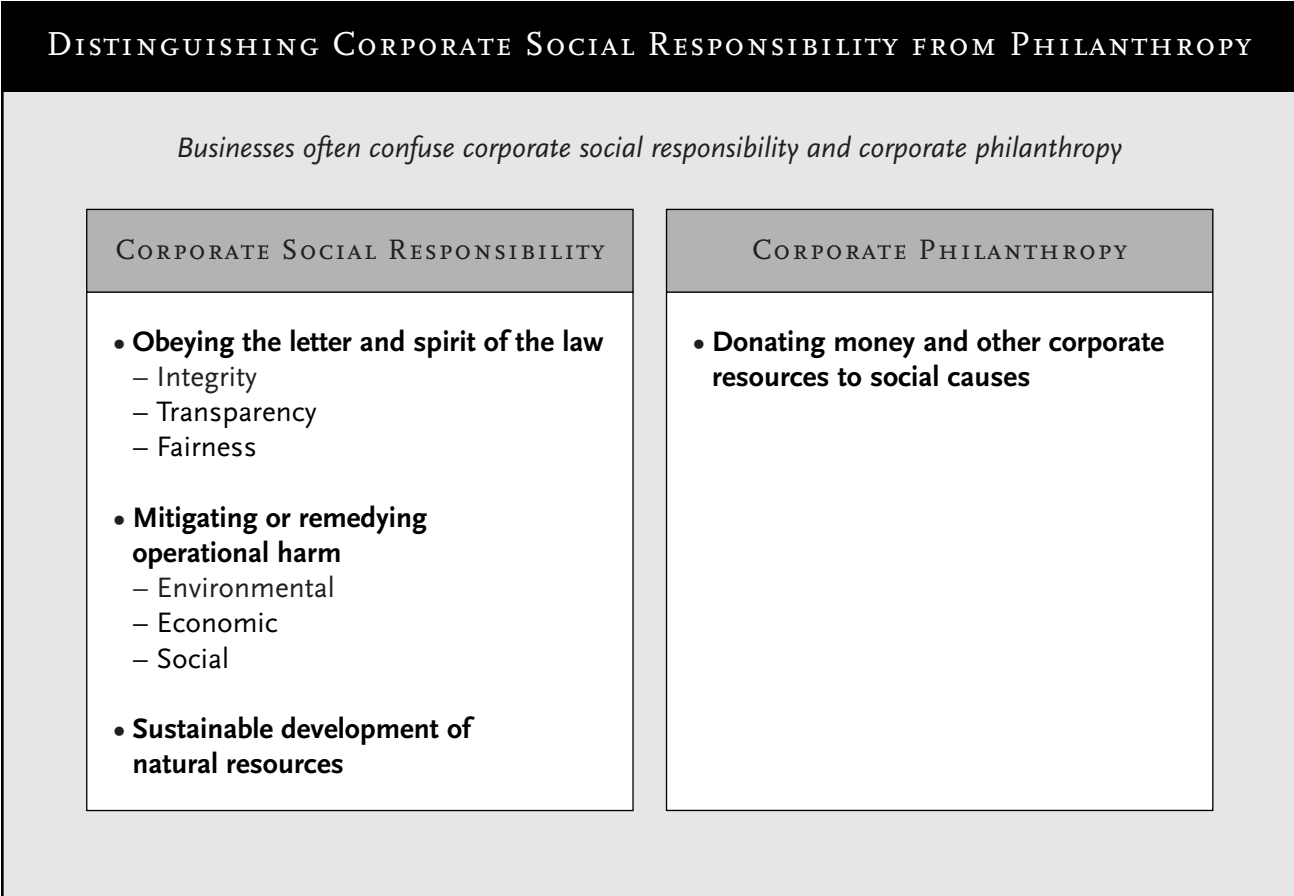 Distinguishing Corporate Social Responsibility from Philanthropy
Businesses often confuse corporate social responsibility and corporate philanthropy
Corporate Social Responsibility
• Obeying the letter and spirit of the law
– Integrity
– Transparency
– Fairness
• Mitigating or remedying
operational harm
– Environmental
– Economic
– Social
• Sustainable development of
natural resources
Corporate Philanthropy
• Donating money and other corporate
resources to social causes